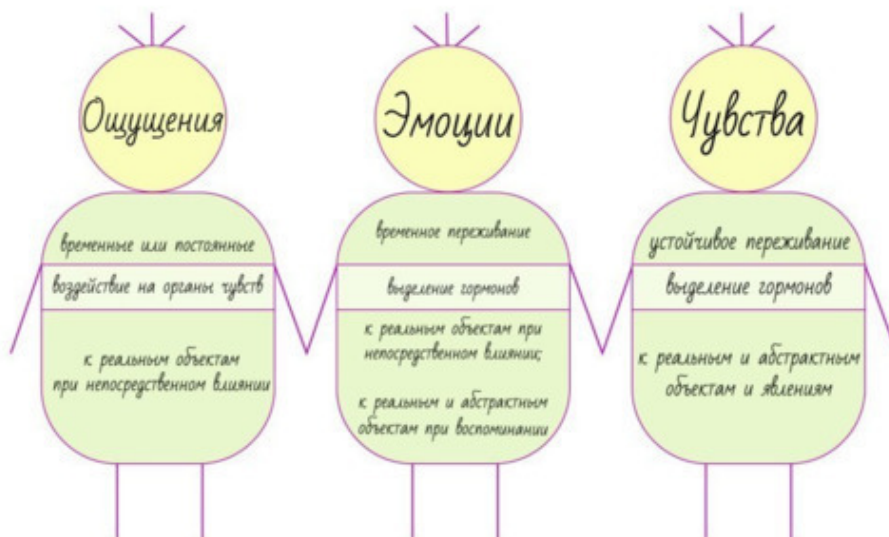 Ощущения
временные или постоянные
воздействие на органы чувств
к реальным объектам
при непосредственном влиянии
Эмоции
временное переживание
выделение гормонов
к реальным объектам при
непосредственном влиянии;
к реальным и абстрактным
объектам при воспоминании
Чувства
устойчивое переживание
выделение гормонов
к реальным и абстрактным
объектам и явлениям